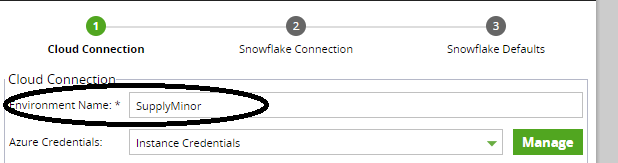 1 2 3
Cloud Connection Snowflake Connection Snowflake Defaults
Cloud Connection
Environment Name: * SupplyMinor
Azure Credentials: Instance Credentials Manage